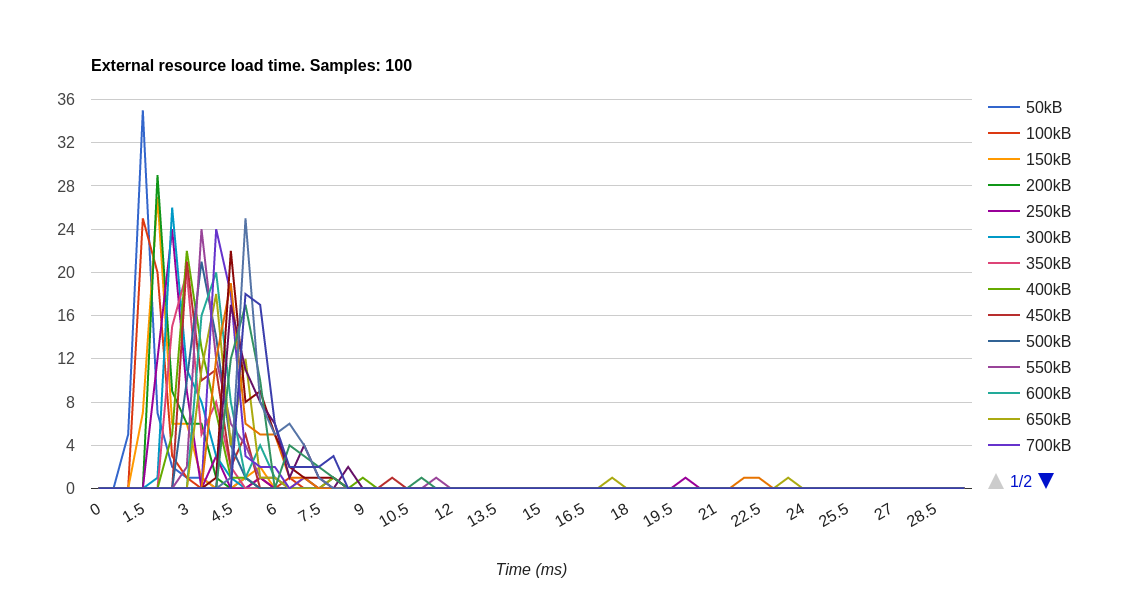 External resource load time. Samples: 100
36
32
28
24
20
16
12
8
4
0
0 1.5 3 4.5 6 7.5 9 10.5 12 13.5 15 16.5 18 19.5 21 22.5 24 25.5 27 28.5
Time (ms)
50kB
100kB
150kB
200kB
250kB
300kB
350kB
400kB
450kB
500kB
550kB
600kB
650kB
700kB
1/2